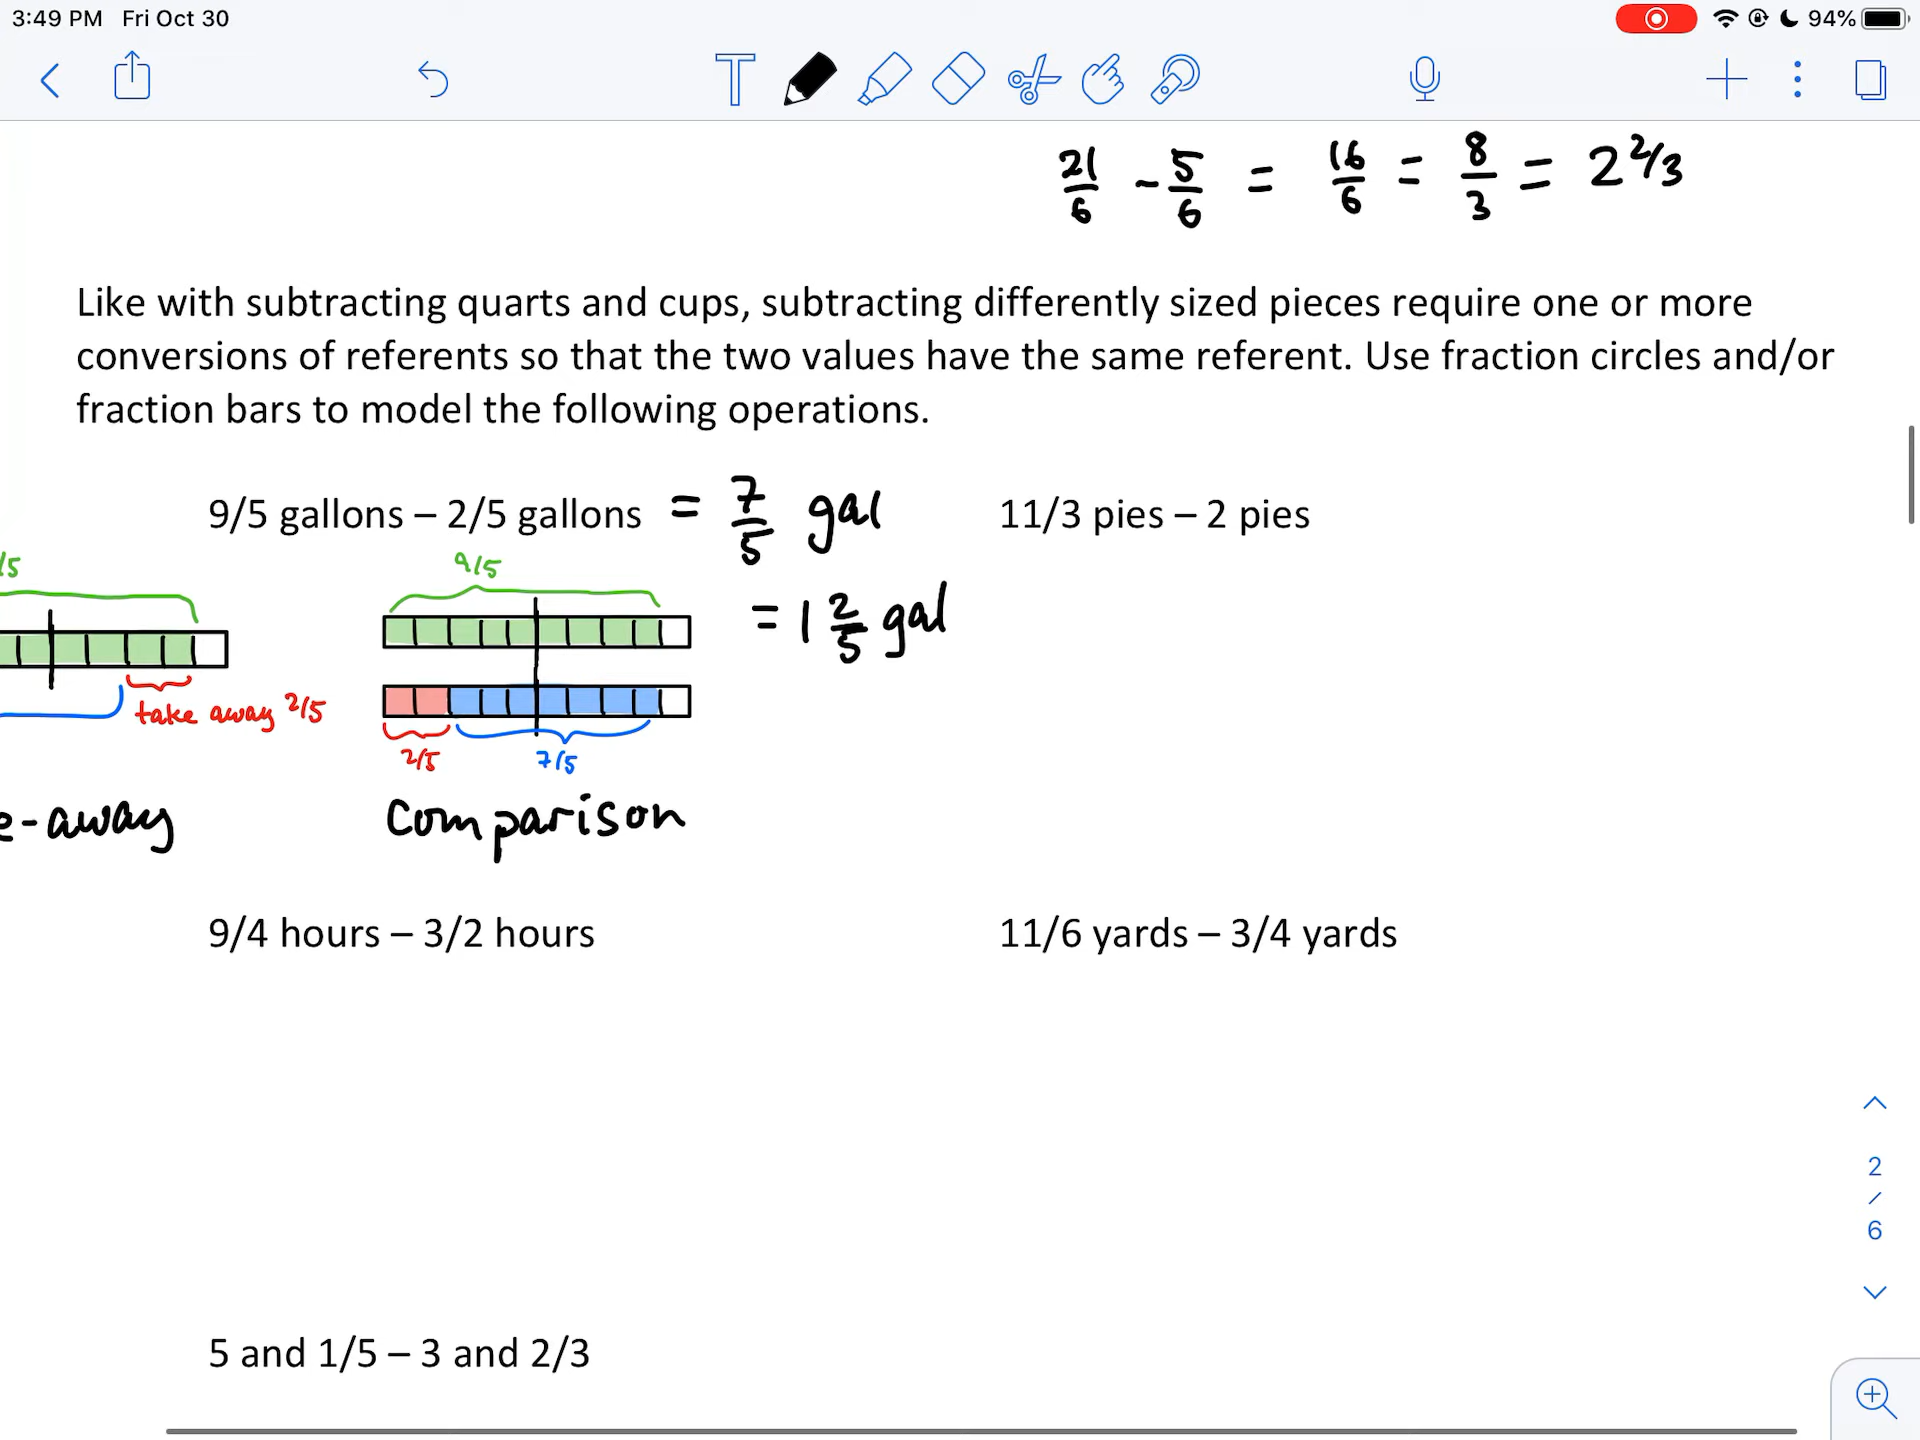 3:49 PM Fri Oct 30 94%
T
21/6 - 5/6 = 16/6 = 8/3 = 2 2/3
Like with subtracting quarts and cups, subtracting differently sized pieces require one or more
conversions of referents so that the two values have the same referent. Use fraction circles and/or
fraction bars to model the following operations.
9/5 gallons – 2/5 gallons = 7/5 gal
= 1 2/5 gal
11/3 pies – 2 pies
/5
take away 2/5
e-away
9/5
2/5
7/5
comparison
9/4 hours – 3/2 hours
11/6 yards – 3/4 yards
5 and 1/5 – 3 and 2/3
2
/
6